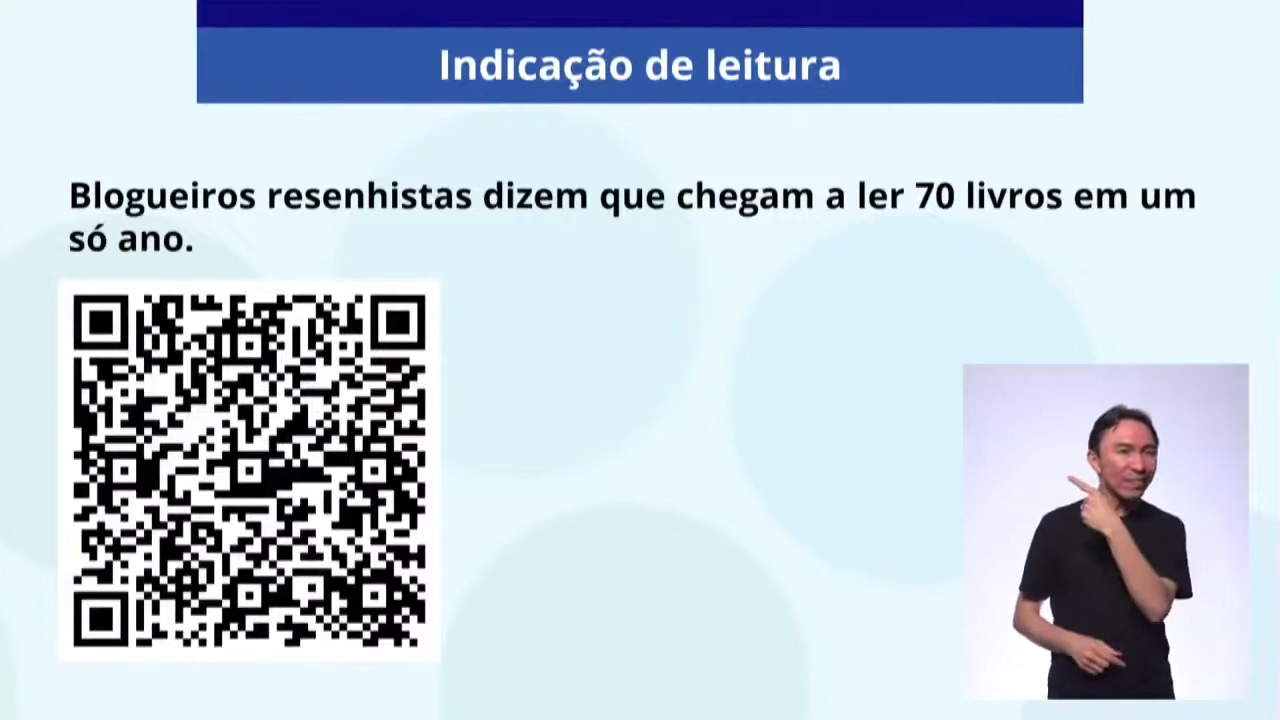 Indicação de leitura
Blogueiros resenhistas dizem que chegam a ler 70 livros em um
só ano.